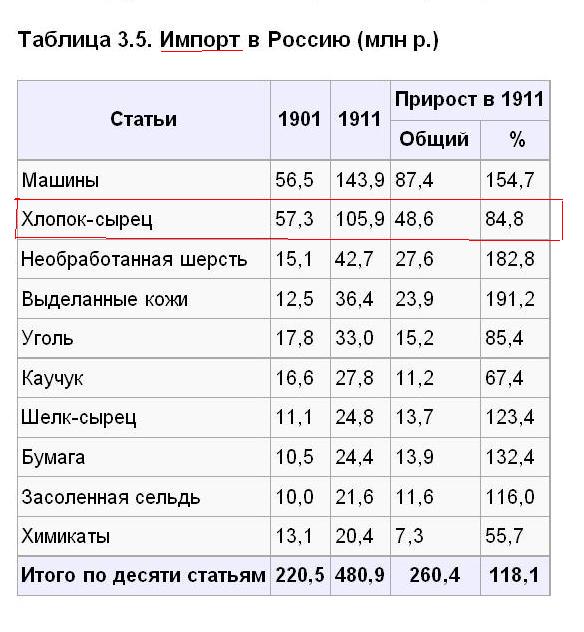 Таблица 3.5. Импорт в Россию (млн р.)
Статьи 1901 1911 Прирост в 1911
Общий %
Машины 56,5 143,9 87,4 154,7
Хлопок-сырец 57,3 105,9 48,6 84,8
Необработанная шерсть 15,1 42,7 27,6 182,8
Выделанные кожи 12,5 36,4 23,9 191,2
Уголь 17,8 33,0 15,2 85,4
Каучук 16,6 27,8 11,2 67,4
Шелк-сырец 11,1 24,8 13,7 123,4
Бумага 10,5 24,4 13,9 132,4
Засоленная сельдь 10,0 21,6 11,6 116,0
Химикаты 13,1 20,4 7,3 55,7
Итого по десяти статьям 220,5 480,9 260,4 118,1